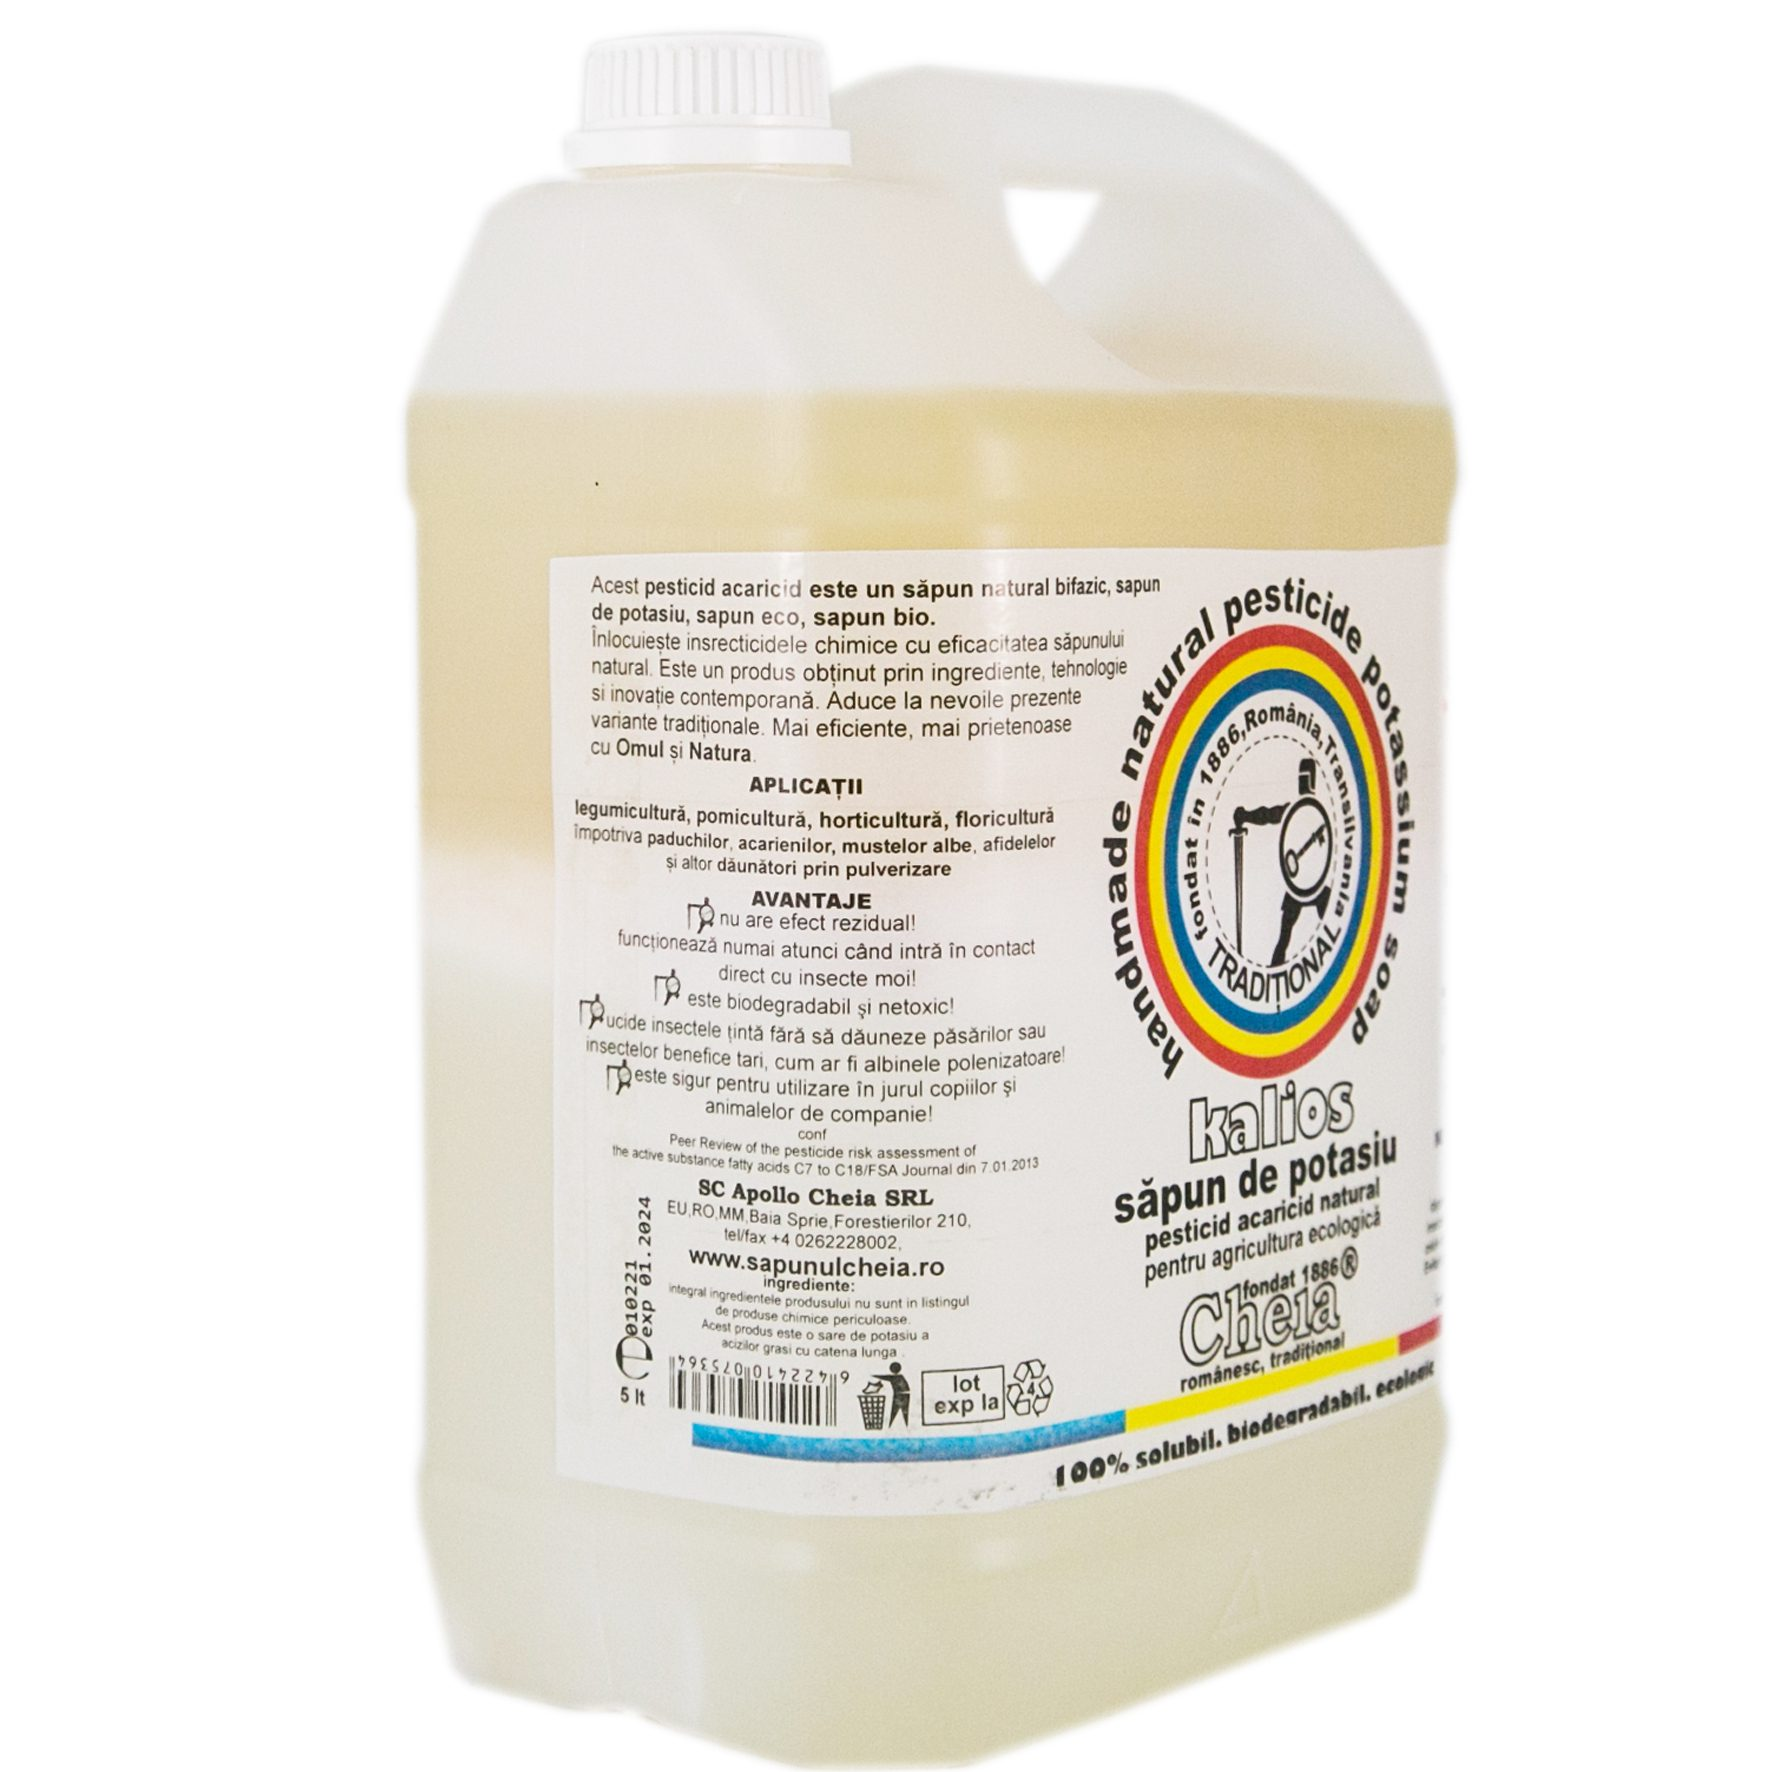 Acest pesticid acaricid este un săpun natural bifazic, sapun
de potasiu, sapun eco, sapun bio.
Înlocuiește insrecticidele chimice cu eficacitatea săpunului
natural. Este un produs obținut prin ingrediente, tehnologie
si inovație contemporană. Aduce la nevoile prezente
variante tradiționale. Mai eficiente, mai prietenoase
cu Omul și Natura.
APLICAȚII
legumicultură, pomicultură, horticultură, floricultură
împotriva paduchilor, acarienilor, mustelor albe, afidelelor
și altor dăunători prin pulverizare
AVANTAJE
nu are efect rezidual!
funcționează numai atunci când intră în contact
direct cu insecte moi!
este biodegradabil şi netoxic!
ucide insectele țintă fără să dăuneze păsărilor sau
insectelor benefice tari, cum ar fi albinele polenizatoare!
este sigur pentru utilizare în jurul copiilor și
animalelor de companie!
conf
Peer Review of the pesticide risk assessment of
the active substance fatty acids C7 to C18/FSA Journal din 7.01.2013
SC Apollo Cheia SRL
EU,RO,MM,Baia Sprie,Forestierilor 210,
tel/fax +4 0262228002,
www.sapunulcheia.ro
ingrediente:
integral ingredientele produsului nu sunt in listingul
de produse chimice periculoase.
Acest produs este o sare de potasiu a
acizilor grasi cu catena lunga .
010221
exp 01.2024
e
5 lt
6422410075364
lot
exp la
4
handmade natural pesticide potassium soap
fondat în 1886,România,Transilvania
TRADIȚIONAL
kalios
săpun de potasiu
pesticid acaricid natural
pentru agricultura ecologică
fondat 1886®
Cheia
românesc, tradițional
100% solubil. biodegradabil. ecologic